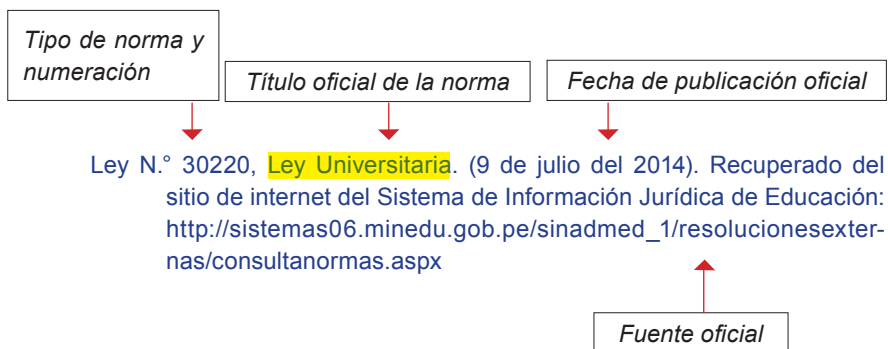 Tipo de norma y
numeración
Título oficial de la norma
Fecha de publicación oficial
Ley N.° 30220, Ley Universitaria. (9 de julio del 2014). Recuperado del
sitio de internet del Sistema de Información Jurídica de Educación:
http://sistemas06.minedu.gob.pe/sinadmed_1/resolucionesexter-
nas/consultanormas.aspx
Fuente oficial